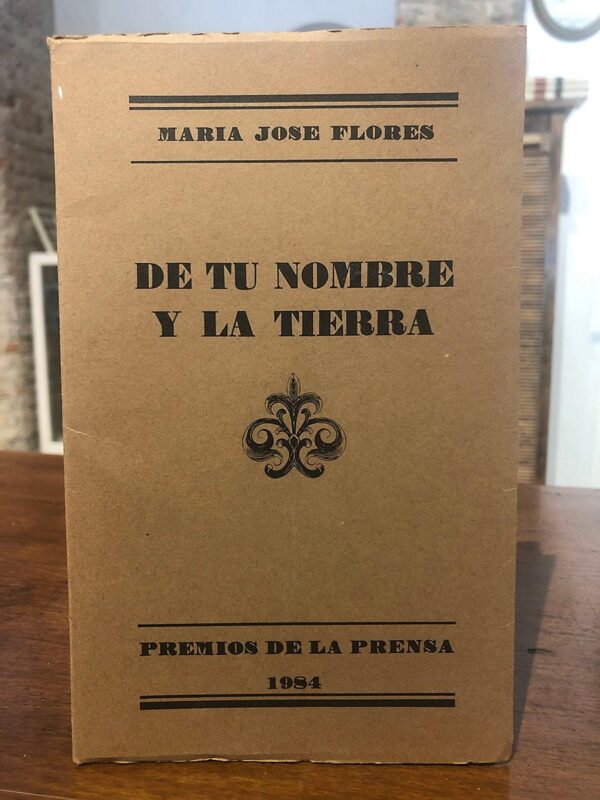 MARIA JOSE FLORES
DE TU NOMBRE
Y LA TIERRA
PREMIOS DE LA PRENSA
1984